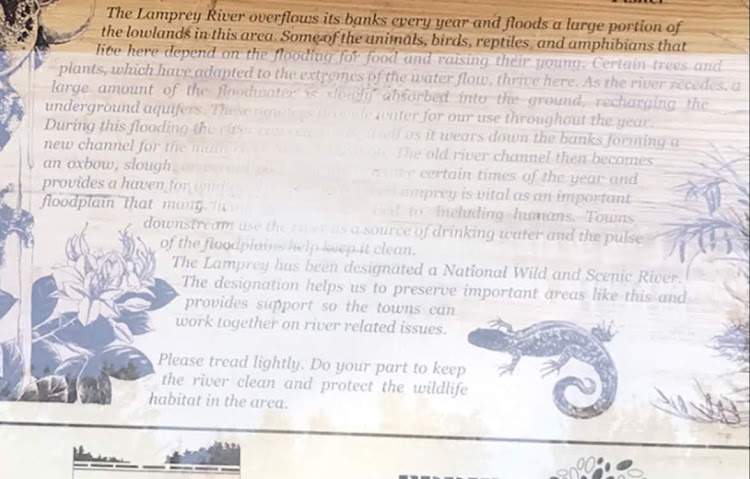 The Lamprey River overflows its banks every year and floods a large portion of
the lowlands in this area. Some of the animals, birds, reptiles, and amphibians that
live here depend on the flooding for food and raising their young. Certain trees and
plants, which have adapted to the extremes of the water flow, thrive here. As the river recedes, a
large amount of the floodwater is slowly absorbed into the ground, recharging the
underground aquifers. These water for our use throughout the year.
During this flooding the river as it wears down the banks forming a
new channel for the The old river channel then becomes
an oxbow, slough, certain times of the year and
provides a haven for amprey is vital as an important
floodplain that many to, including humans. Towns
downstream use the river as a source of drinking water and the pulse
of the floodplains help keep it clean.
The Lamprey has been designated a National Wild and Scenic River.
The designation helps us to preserve important areas like this and
provides support so the towns can
work together on river related issues.
Please tread lightly. Do your part to keep
the river clean and protect the wildlife
habitat in the area.